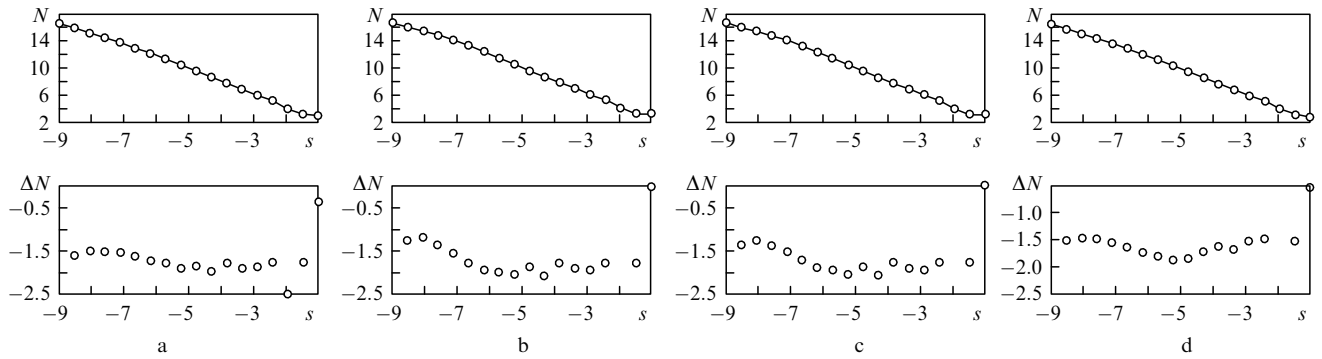 N N N N
14 14 14 14
10 10 10 10
6 6 6 6
2 2 2 2
−9 −7 −5 −3 s −9 −7 −5 −3 s −9 −7 −5 −3 s −9 −7 −5 −3 s
ΔN ΔN ΔN ΔN
−0.5 −0.5 −0.5 −1.0
−1.5 −1.5 −1.5 −1.5
−2.0
−2.5 −2.5 −2.5 −2.5
−9 −7 −5 −3 s −9 −7 −5 −3 s −9 −7 −5 −3 s −9 −7 −5 −3 s
a b c d